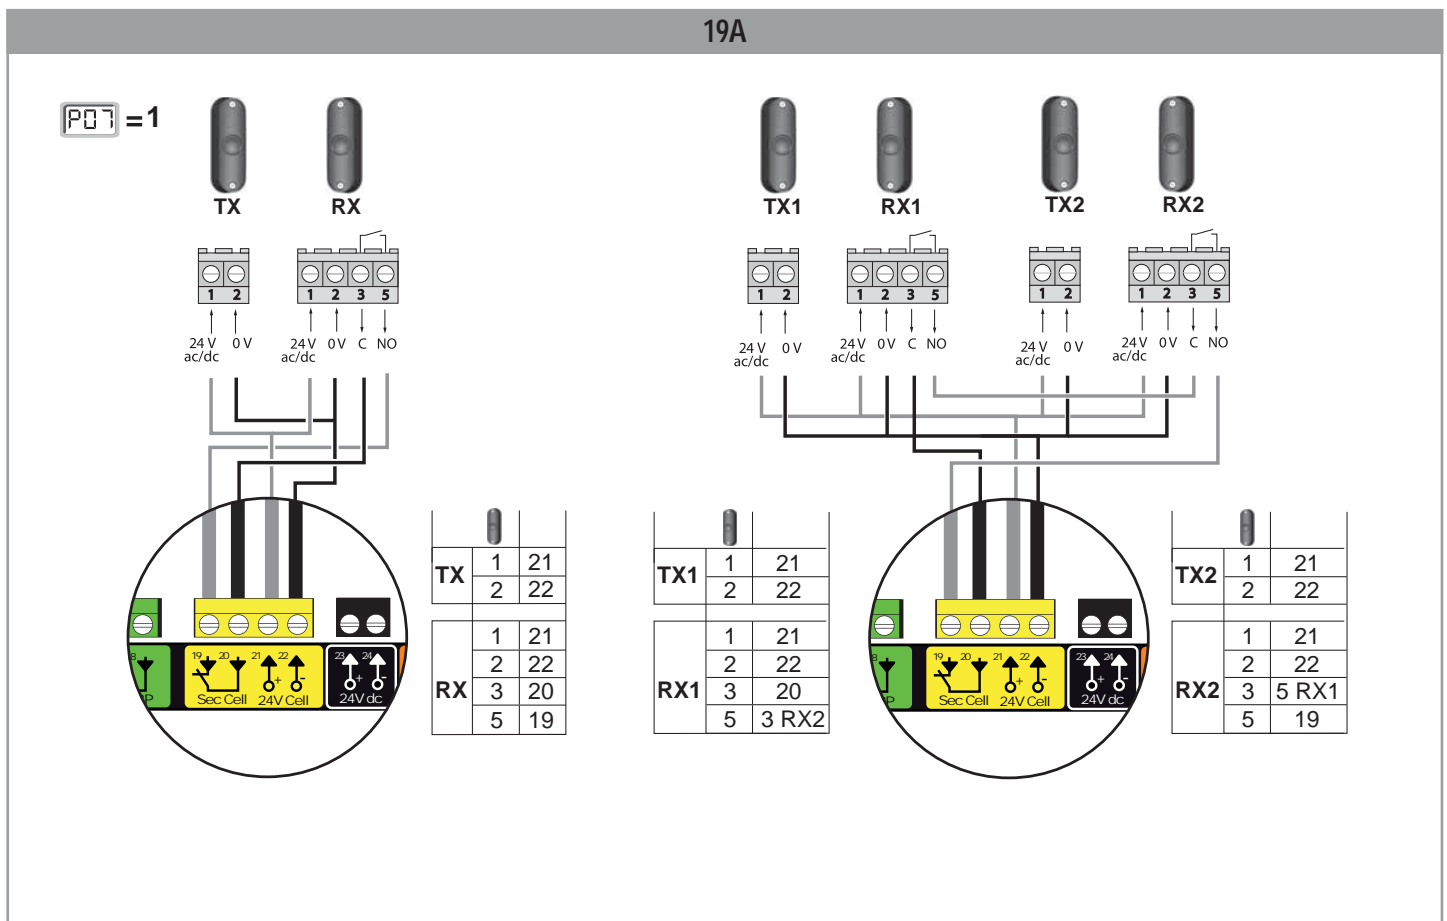 19A
P07 =1
TX RX
1 2 1 2 3 5
24 V ac/dc 0 V 24 V ac/dc 0 V C NO
TX1 RX1 TX2 RX2
1 2 1 2 3 5 1 2 1 2 3 5
24 V ac/dc 0 V 24 V ac/dc 0 V C NO 24 V ac/dc 0 V 24 V ac/dc 0 V C NO
8 19 20 21 22 23 24
+ - + -
P Sec Cell 24V Cell 24V dc
TX 1 21
2 22
RX 1 21
2 22
3 20
5 19
TX1 1 21
2 22
RX1 1 21
2 22
3 20
5 3 RX2
8 19 20 21 22 23 24
+ - + -
P Sec Cell 24V Cell 24V dc
TX2 1 21
2 22
RX2 1 21
2 22
3 5 RX1
5 19